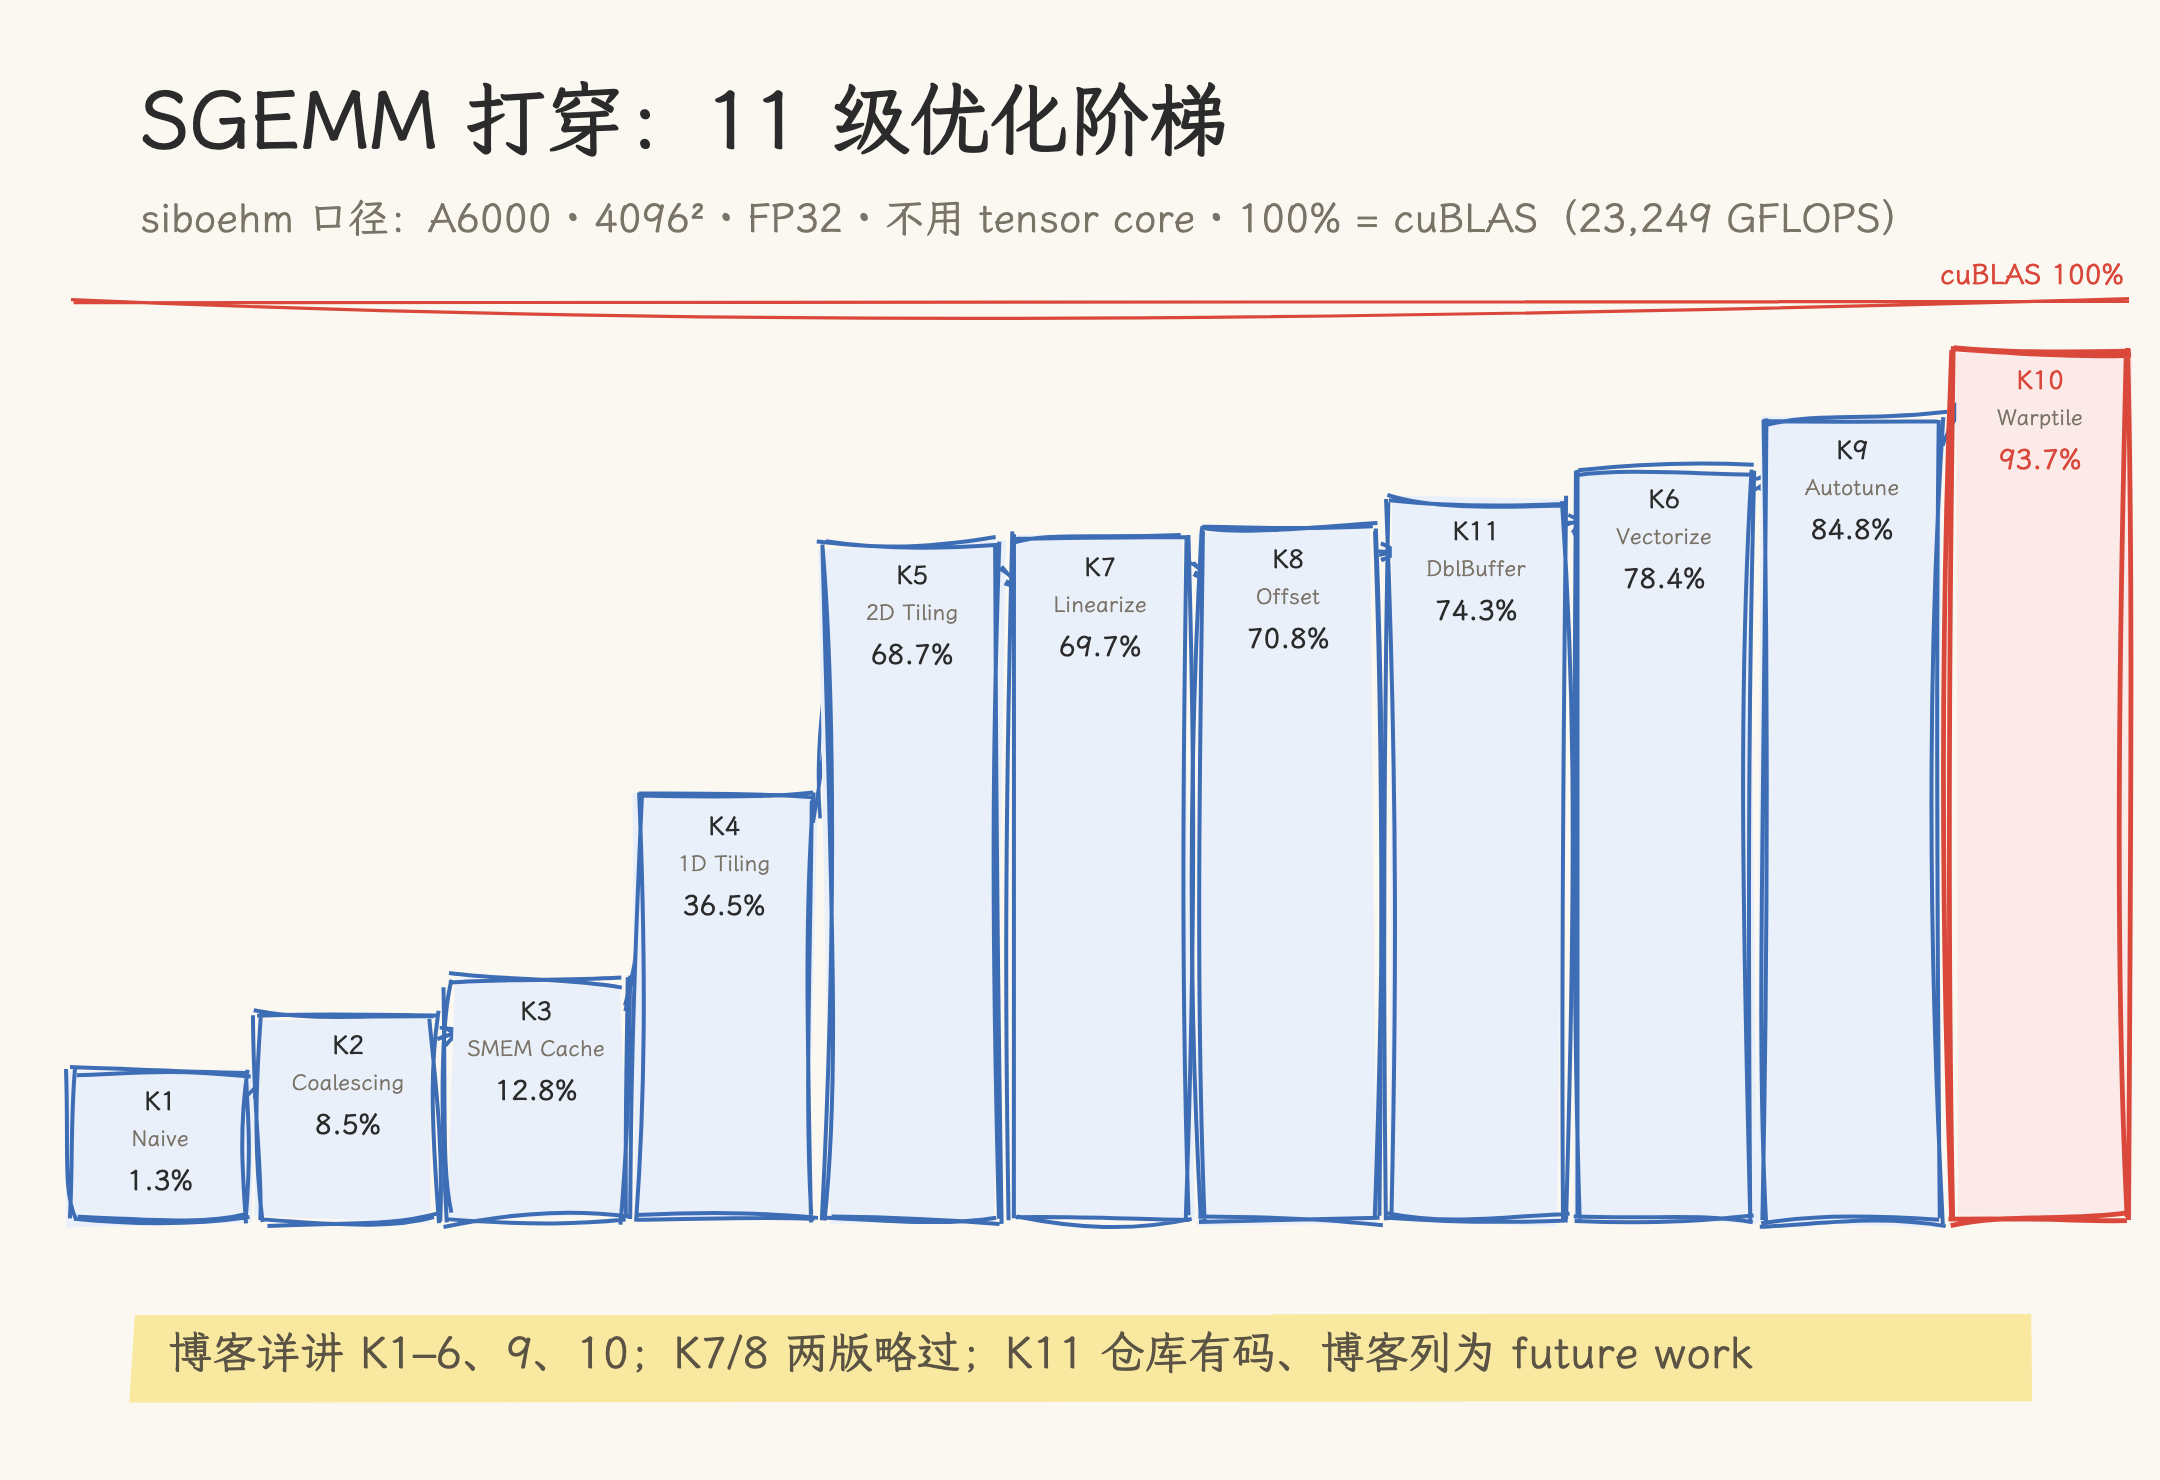 SGEMM 打穿：11 级优化阶梯
siboehm 口径：A6000 · 4096² · FP32 · 不用 tensor core · 100% = cuBLAS（23,249 GFLOPS）
cuBLAS 100%
K1
Naive
1.3%
K2
Coalescing
8.5%
K3
SMEM Cache
12.8%
K4
1D Tiling
36.5%
K5
2D Tiling
68.7%
K7
Linearize
69.7%
K8
Offset
70.8%
K11
DblBuffer
74.3%
K6
Vectorize
78.4%
K9
Autotune
84.8%
K10
Warptile
93.7%
博客详讲 K1–6、9、10；K7/8 两版略过；K11 仓库有码、博客列为 future work